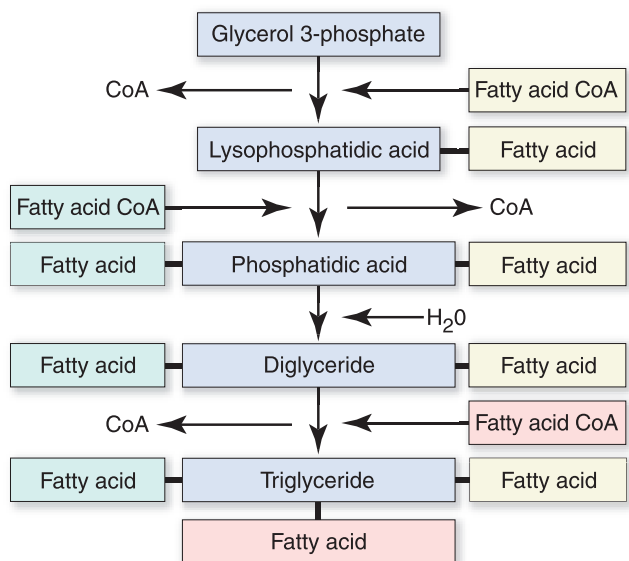 Glycerol 3-phosphate
CoA
Fatty acid CoA
Lysophosphatidic acid
Fatty acid
Fatty acid CoA
CoA
Fatty acid
Phosphatidic acid
Fatty acid
H20
Fatty acid
Diglyceride
Fatty acid
CoA
Fatty acid CoA
Fatty acid
Triglyceride
Fatty acid
Fatty acid